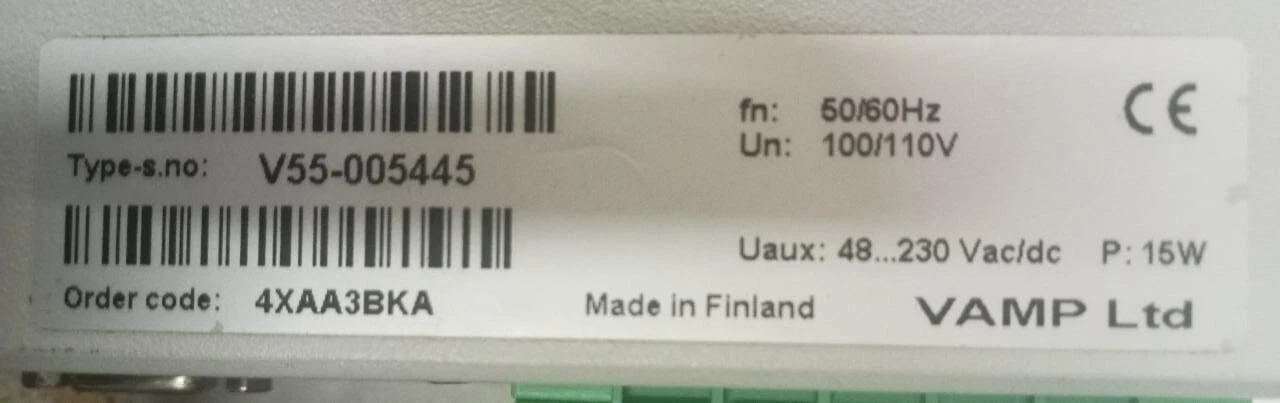 fn: 50/60Hz
Un: 100/110V
CE
Type-s.no: V55-005445
Uaux: 48...230 Vac/dc P: 15W
Order code: 4XAA3BKA
Made in Finland
VAMP Ltd